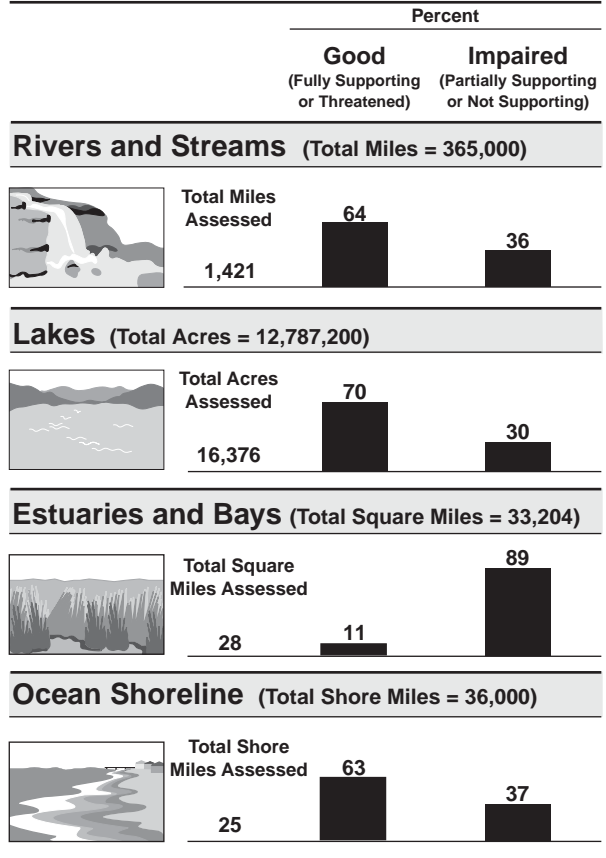 Percent
Good Impaired
(Fully Supporting (Partially Supporting
or Threatened) or Not Supporting)
Rivers and Streams (Total Miles = 365,000)
Total Miles
Assessed
64
36
1,421
Lakes (Total Acres = 12,787,200)
Total Acres
Assessed
70
30
16,376
Estuaries and Bays (Total Square Miles = 33,204)
Total Square
Miles Assessed
89
11
28
Ocean Shoreline (Total Shore Miles = 36,000)
Total Shore
Miles Assessed
63
37
25